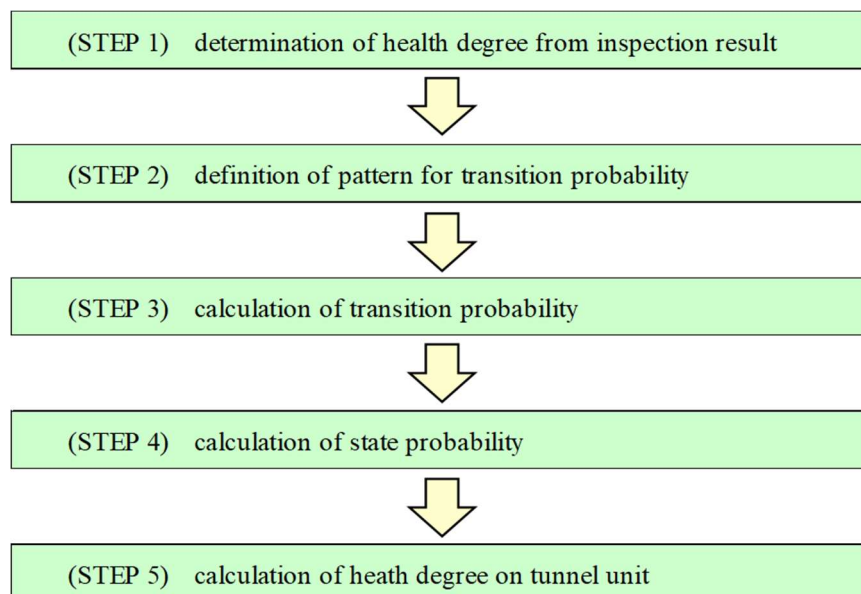 (STEP 1) determination of health degree from inspection result
(STEP 2) definition of pattern for transition probability
(STEP 3) calculation of transition probability
(STEP 4) calculation of state probability
(STEP 5) calculation of heath degree on tunnel unit